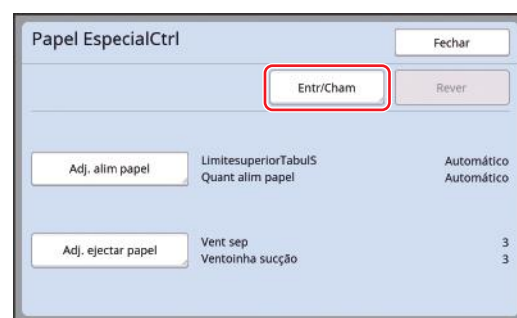 Papel EspecialCtrl
Fechar
Entr/Cham
Rever
Adj. alim papel
LimitesuperiorTabulS Automático
Quant alim papel Automático
Adj. ejectar papel
Vent sep 3
Ventoinha sucção 3